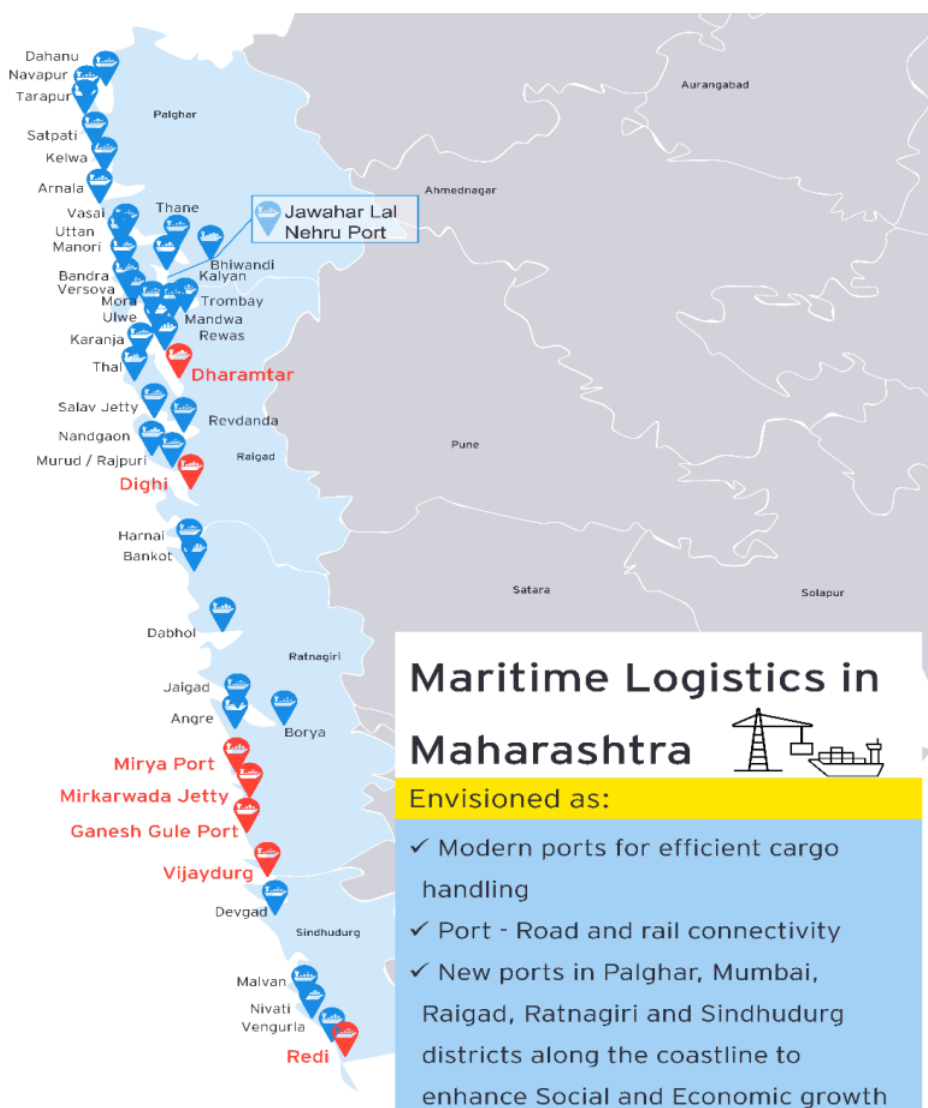 Dahanu
Navapur
Tarapur
Aurangabad
Palghar
Satpati
Kelwa
Arnala
Ahmednagar
Vasai
Thane
Jawahar Lal
Nehru Port
Uttan
Manori
Bhiwandi
Bandra
Kalyan
Versova
Mora
Trombay
Ulwe
Mandwa
Karanja
Rewas
Thal
Dharamtar
Salav Jetty
Revdanda
Nandgaon
Pune
Murud / Rajpuri
Raigad
Dighi
Harnai
Bankot
Satara
Solapur
Dabhol
Ratnagiri
Jaigad
Angre
Borya
Mirya Port
Mirkarwada Jetty
Ganesh Gule Port
Vijaydurg
Devgad
Sindhudurg
Malvan
Nivati
Vengurla
Redi
Maritime Logistics in
Maharashtra
Envisioned as:
✓ Modern ports for efficient cargo
handling
✓ Port - Road and rail connectivity
✓ New ports in Palghar, Mumbai,
Raigad, Ratnagiri and Sindhudurg
districts along the coastline to
enhance Social and Economic growth